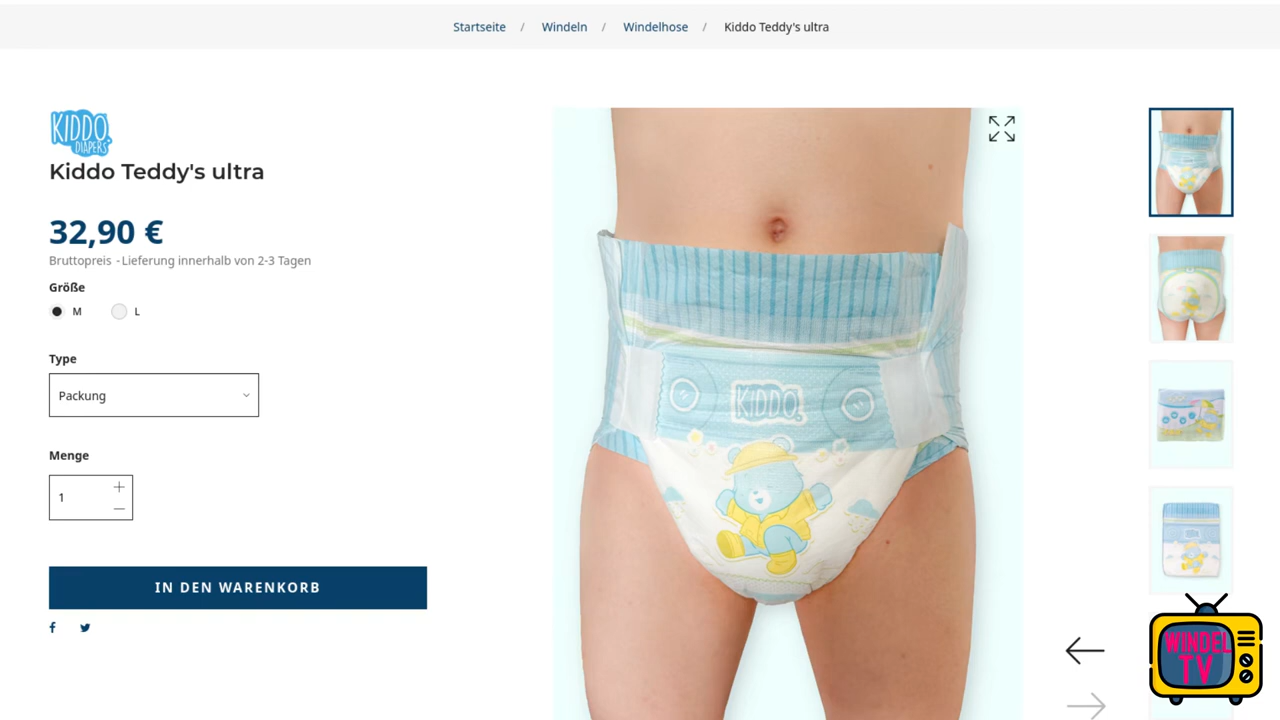 Startseite / Windeln / Windelhose / Kiddo Teddy's ultra
KIDDO
DIAPERS
Kiddo Teddy's ultra
32,90 €
Bruttopreis - Lieferung innerhalb von 2-3 Tagen
Größe
M L
Type
Packung
Menge
1
IN DEN WARENKORB
KIDDO
WINDEL
TV